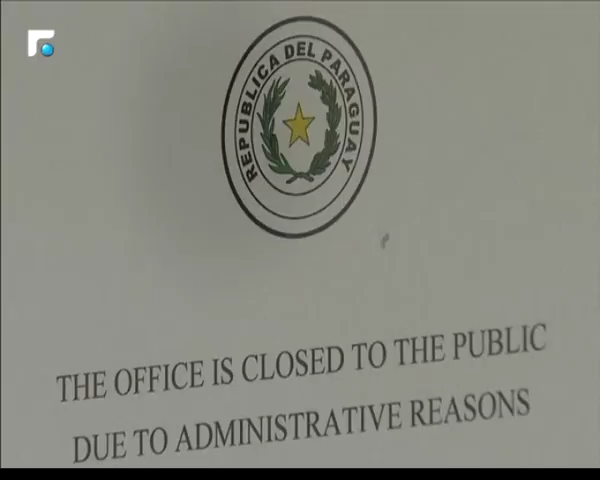 REPUBLICA DEL PARAGUAY
THE OFFICE IS CLOSED TO THE PUBLIC
DUE TO ADMINISTRATIVE REASONS